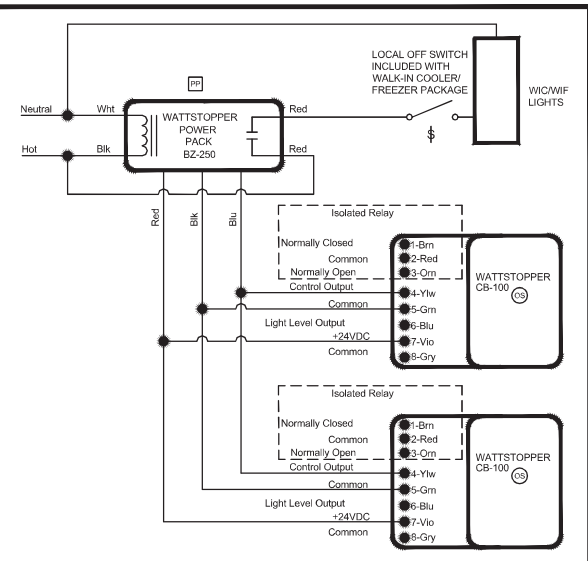 LOCAL OFF SWITCH
INCLUDED WITH
WALK-IN COOLER/
FREEZER PACKAGE
WIC/WIF
LIGHTS
PP
Neutral
Wht
Red
WATTSTOPPER
POWER
PACK
BZ-250
$
Hot
Blk
Red
Red
Blk
Blu
Isolated Relay
Normally Closed
1-Brn
Common
2-Red
Normally Open
3-Orn
WATTSTOPPER
CB-100
OS
Control Output
4-Ylw
Common
5-Grn
Light Level Output
6-Blu
+24VDC
7-Vio
Common
8-Gry
Isolated Relay
Normally Closed
1-Brn
Common
2-Red
Normally Open
3-Orn
WATTSTOPPER
CB-100
OS
Control Output
4-Ylw
Common
5-Grn
Light Level Output
6-Blu
+24VDC
7-Vio
Common
8-Gry